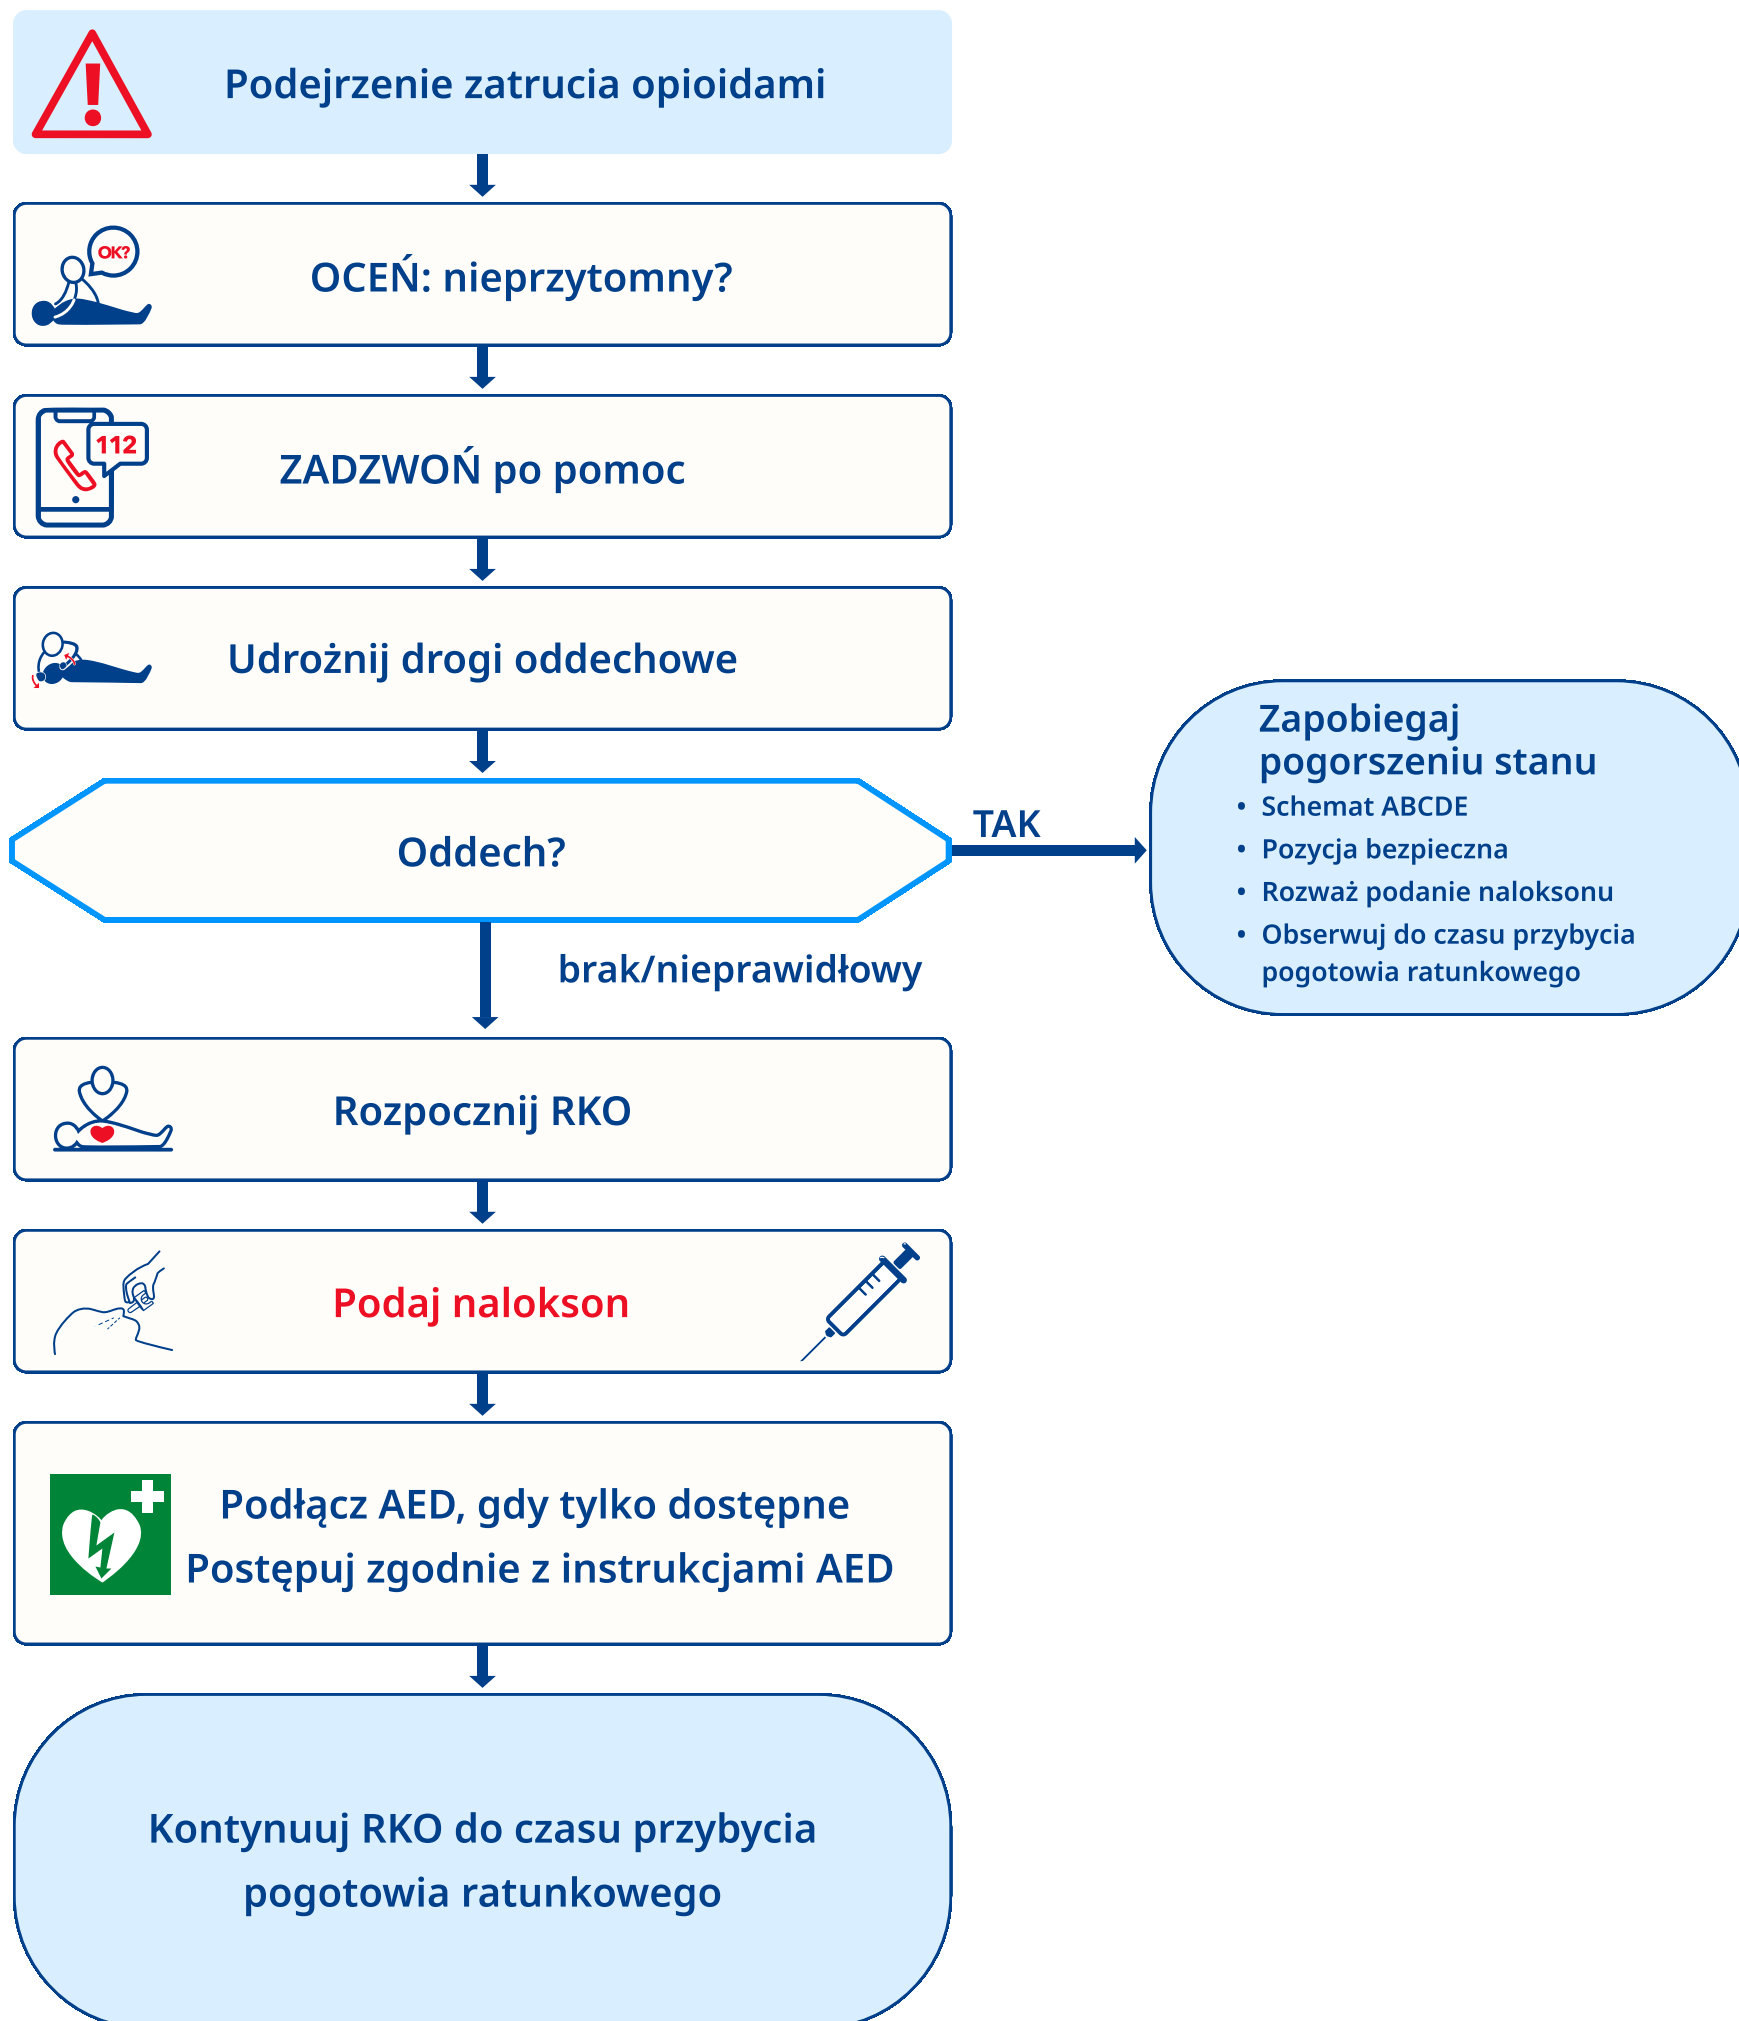 Podejrzenie zatrucia opioidami
OK?
OCEŃ: nieprzytomny?
112
ZADZWOŃ po pomoc
Udrożnij drogi oddechowe
Oddech?
TAK
Zapobiegaj
pogorszeniu stanu
• Schemat ABCDE
• Pozycja bezpieczna
• Rozważ podanie naloksonu
• Obserwuj do czasu przybycia
pogotowia ratunkowego
brak/nieprawidłowy
Rozpocznij RKO
Podaj nalokson
Podłącz AED, gdy tylko dostępne
Postępuj zgodnie z instrukcjami AED
Kontynuuj RKO do czasu przybycia
pogotowia ratunkowego